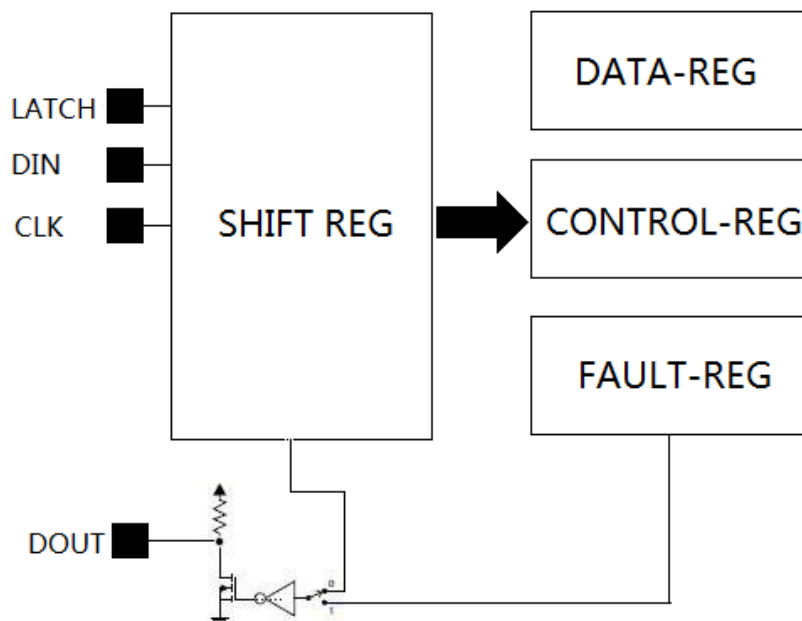 DATA-REG
LATCH
DIN
CLK
SHIFT REG
CONTROL-REG
FAULT-REG
DOUT
0
1